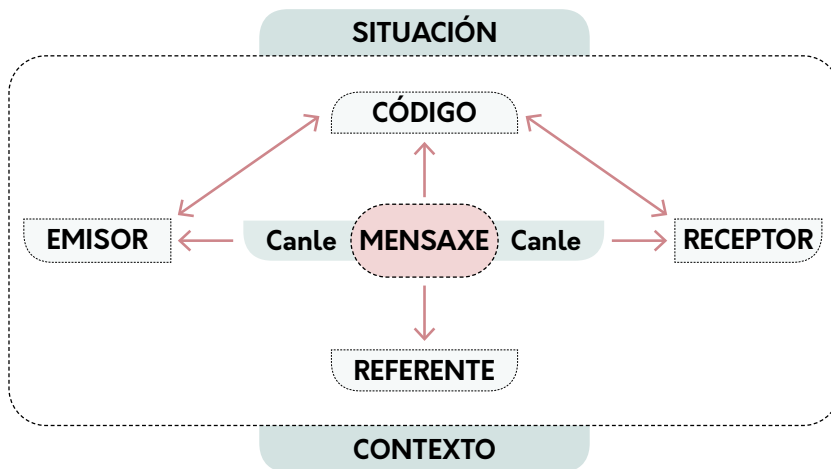 SITUACIÓN
CÓDIGO
EMISOR
Canle
MENSAXE
Canle
RECEPTOR
REFERENTE
CONTEXTO